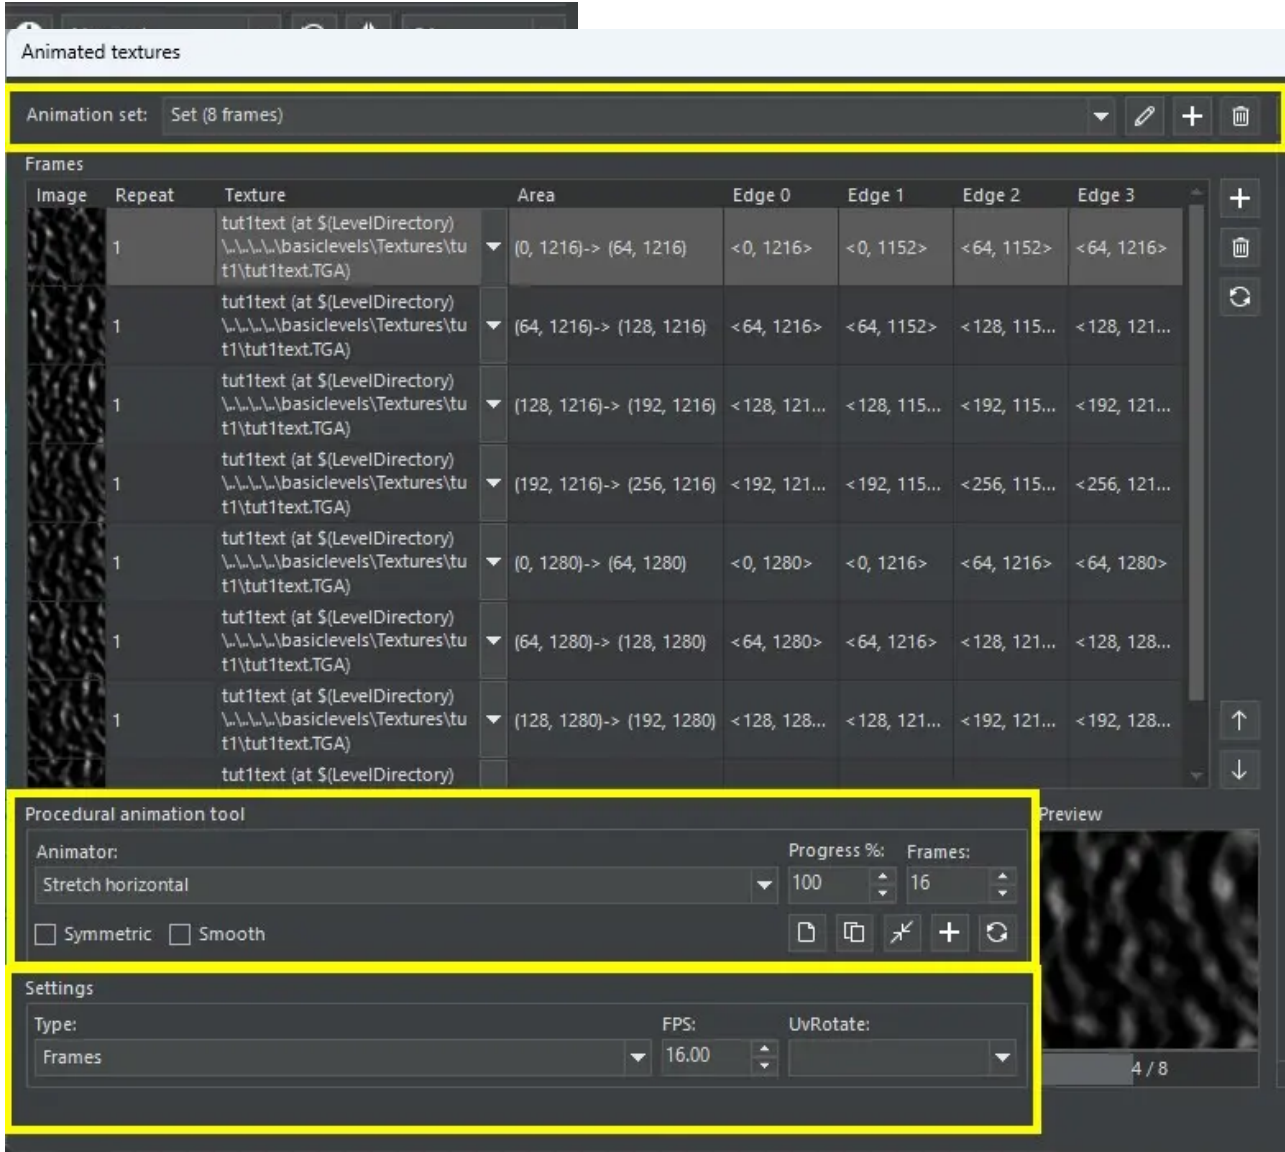 Animated textures
Animation set: Set (8 frames)
Frames
Image Repeat Texture Area Edge 0 Edge 1 Edge 2 Edge 3
tut1text (at $(LevelDirectory)
1 \..\..\..\..\basiclevels\Textures\tu (0, 1216)-> (64, 1216) <0, 1216> <0, 1152> <64, 1152> <64, 1216>
t1\tut1text.TGA)
tut1text (at $(LevelDirectory)
1 \..\..\..\..\basiclevels\Textures\tu (64, 1216)-> (128, 1216) <64, 1216> <64, 1152> <128, 115... <128, 121...
t1\tut1text.TGA)
tut1text (at $(LevelDirectory)
1 \..\..\..\..\basiclevels\Textures\tu (128, 1216)-> (192, 1216) <128, 121... <128, 115... <192, 115... <192, 121...
t1\tut1text.TGA)
tut1text (at $(LevelDirectory)
1 \..\..\..\..\basiclevels\Textures\tu (192, 1216)-> (256, 1216) <192, 121... <192, 115... <256, 115... <256, 121...
t1\tut1text.TGA)
tut1text (at $(LevelDirectory)
1 \..\..\..\..\basiclevels\Textures\tu (0, 1280)-> (64, 1280) <0, 1280> <0, 1216> <64, 1216> <64, 1280>
t1\tut1text.TGA)
tut1text (at $(LevelDirectory)
1 \..\..\..\..\basiclevels\Textures\tu (64, 1280)-> (128, 1280) <64, 1280> <64, 1216> <128, 121... <128, 128...
t1\tut1text.TGA)
tut1text (at $(LevelDirectory)
1 \..\..\..\..\basiclevels\Textures\tu (128, 1280)-> (192, 1280) <128, 128... <128, 121... <192, 121... <192, 128...
t1\tut1text.TGA)
tut1text (at $(LevelDirectory)
Procedural animation tool Preview
Animator: Progress %: Frames:
Stretch horizontal 100 16
Symmetric Smooth
Settings
Type: FPS: UvRotate:
Frames 16.00
4 / 8